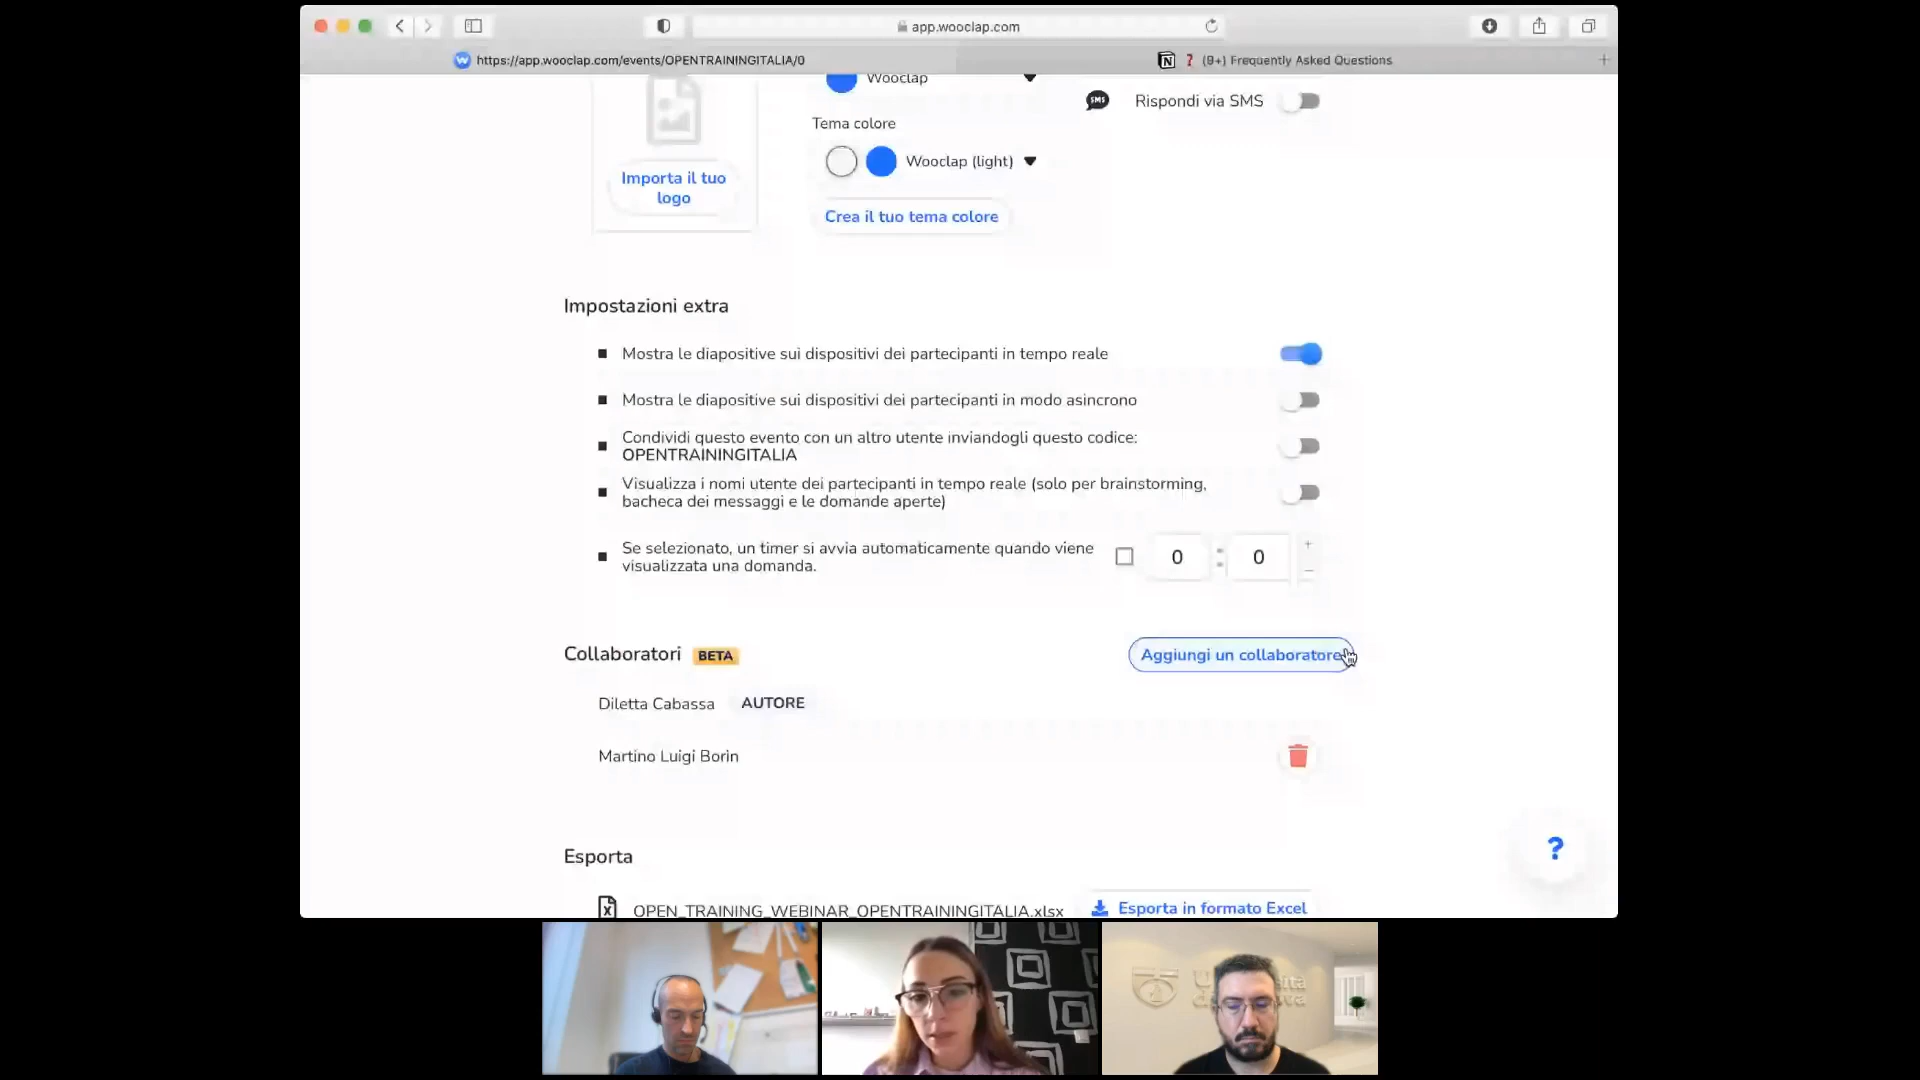 app.wooclap.com
https://app.wooclap.com/events/OPENTRAININGITALIA/0
(9+) Frequently Asked Questions
Wooclap
SMS
Rispondi via SMS
Tema colore
Wooclap (light)
Importa il tuo
logo
Crea il tuo tema colore
Impostazioni extra
Mostra le diapositive sui dispositivi dei partecipanti in tempo reale
Mostra le diapositive sui dispositivi dei partecipanti in modo asincrono
Condividi questo evento con un altro utente inviandogli questo codice:
OPENTRAININGITALIA
Visualizza i nomi utente dei partecipanti in tempo reale (solo per brainstorming,
bacheca dei messaggi e le domande aperte)
Se selezionato, un timer si avvia automaticamente quando viene
visualizzata una domanda.
0 : 0
Collaboratori BETA
Aggiungi un collaboratore
Diletta Cabassa AUTORE
Martino Luigi Borin
?
Esporta
OPEN_TRAINING_WEBINAR_OPENTRAININGITALIA.xlsx
Esporta in formato Excel